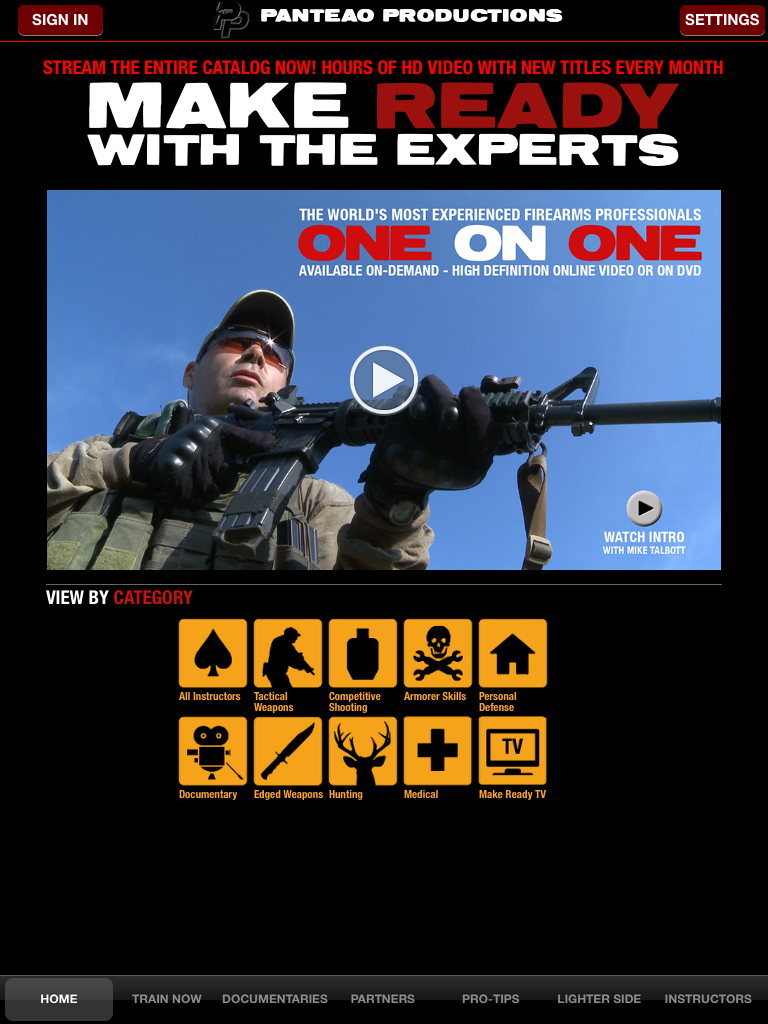 SIGN IN
PANTEAO PRODUCTIONS
SETTINGS
STREAM THE ENTIRE CATALOG NOW! HOURS OF HD VIDEO WITH NEW TITLES EVERY MONTH
MAKE READY
WITH THE EXPERTS
THE WORLD'S MOST EXPERIENCED FIREARMS PROFESSIONALS
ONE ON ONE
AVAILABLE ON-DEMAND - HIGH DEFINITION ONLINE VIDEO OR ON DVD
WATCH INTRO
WITH MIKE TALBOTT
VIEW BY CATEGORY
All Instructors
Tactical
Weapons
Competitive
Shooting
Armorer Skills
Personal
Defense
TV
Documentary
Edged Weapons
Hunting
Medical
Make Ready TV
HOME
TRAIN NOW
DOCUMENTARIES
PARTNERS
PRO-TIPS
LIGHTER SIDE
INSTRUCTORS